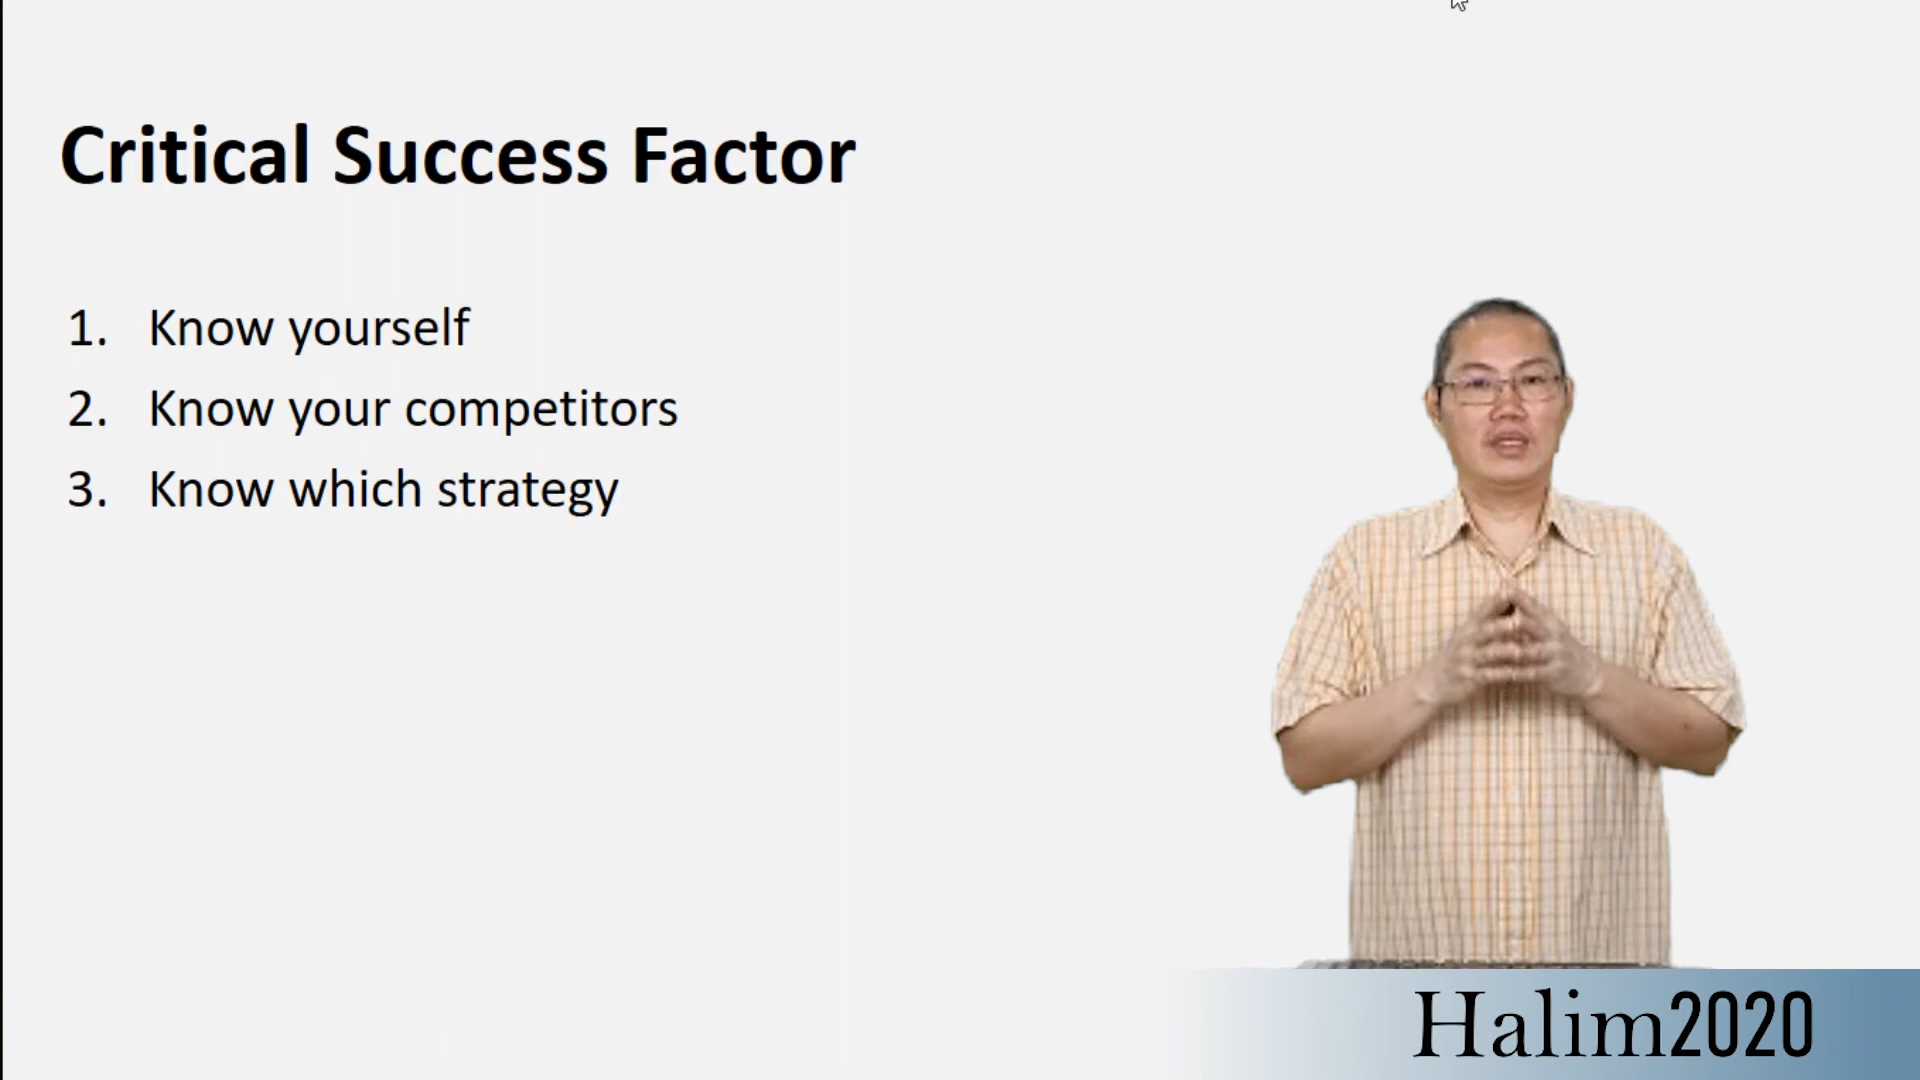 Critical Success Factor
1. Know yourself
2. Know your competitors
3. Know which strategy
Halim2020